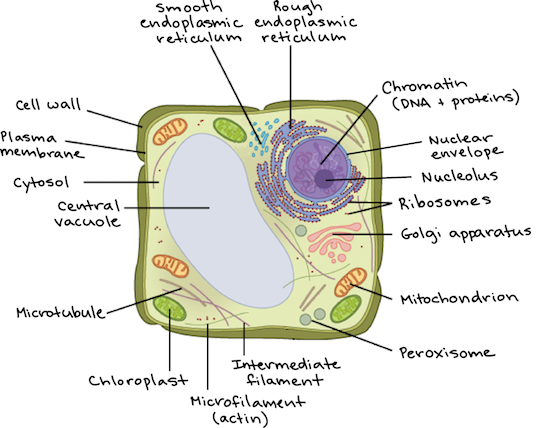 Smooth
endoplasmic
reticulum
Rough
endoplasmic
reticulum
Chromatin
(DNA + proteins)
Cell wall
Plasma
membrane
Nuclear
envelope
Nucleolus
Cytosol
Ribosomes
Central
vacuole
Golgi apparatus
Microtubule
Mitochondrion
Peroxisome
Intermediate
filament
Chloroplast
Microfilament
(actin)